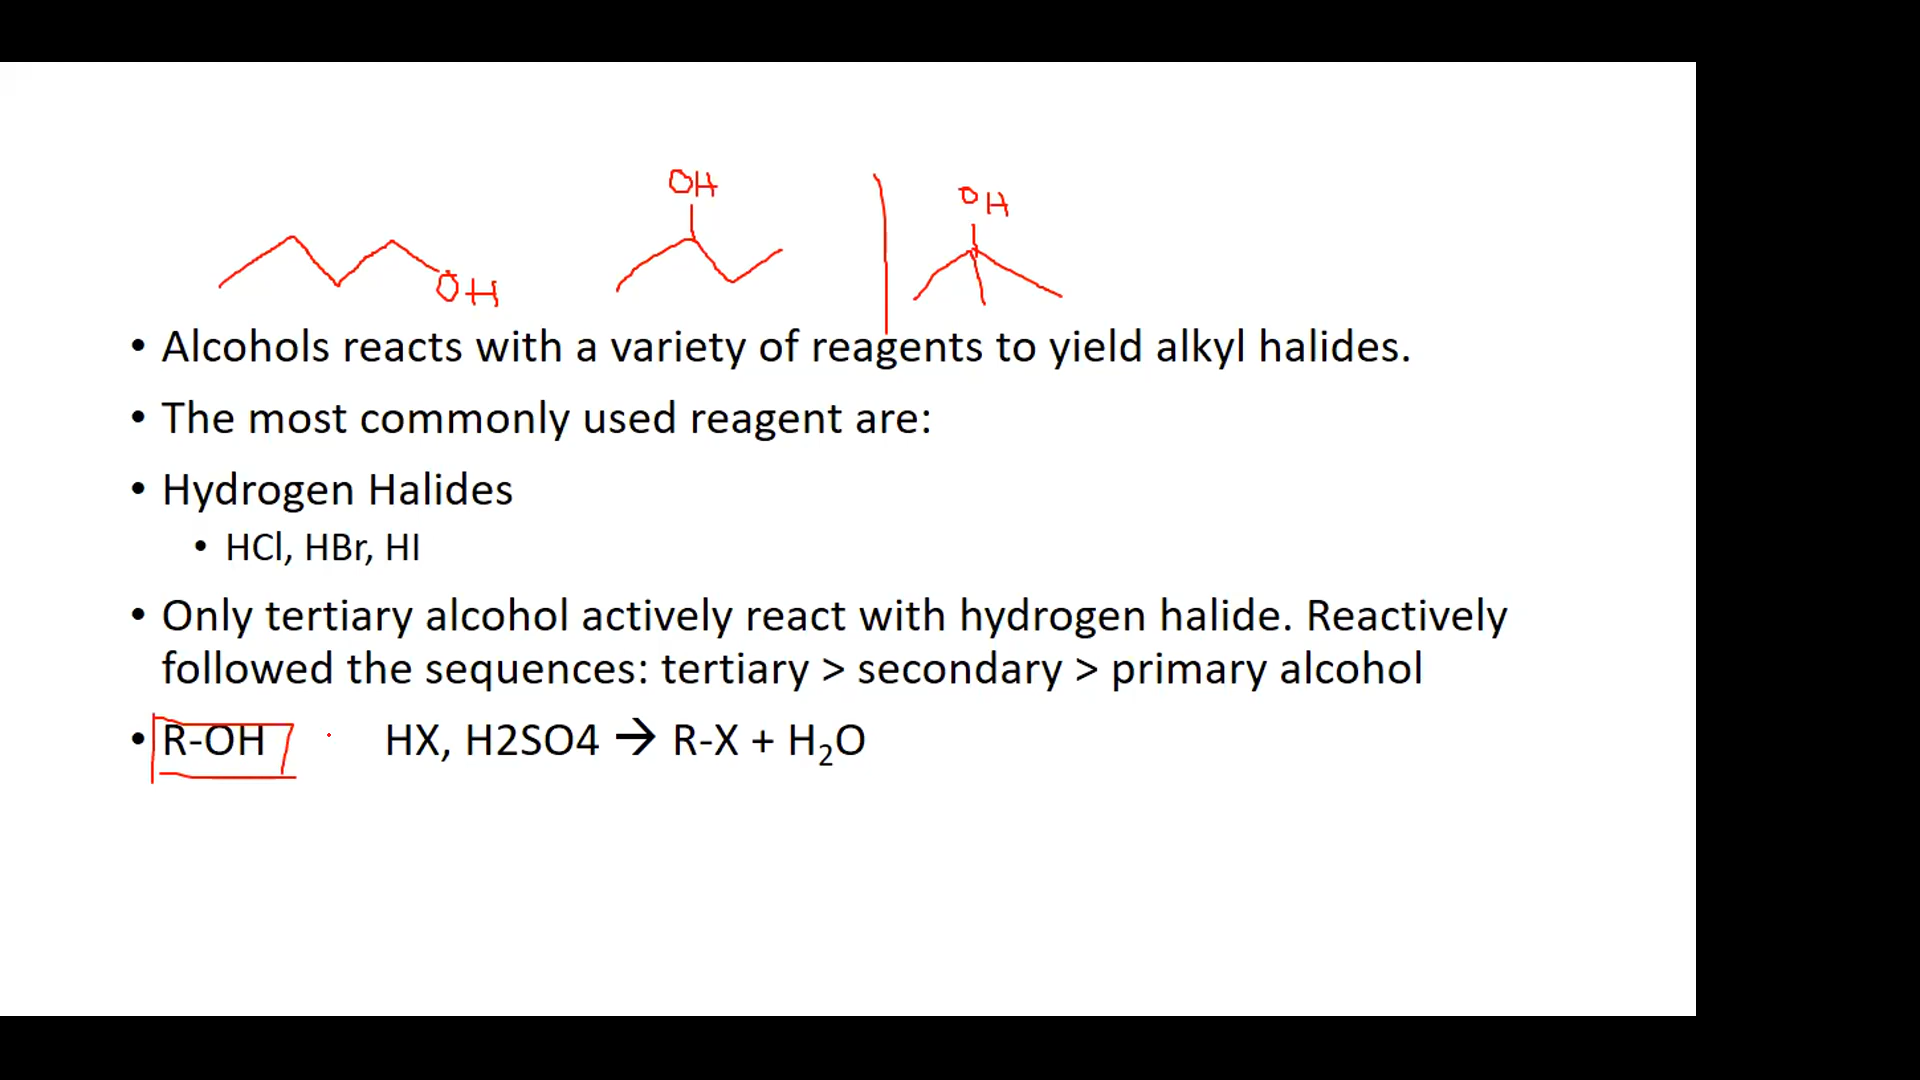 OH
OH
OH
• Alcohols reacts with a variety of reagents to yield alkyl halides.
• The most commonly used reagent are:
• Hydrogen Halides
• HCl, HBr, HI
• Only tertiary alcohol actively react with hydrogen halide. Reactively
followed the sequences: tertiary > secondary > primary alcohol
• R-OH HX, H2SO4 → R-X + H₂O